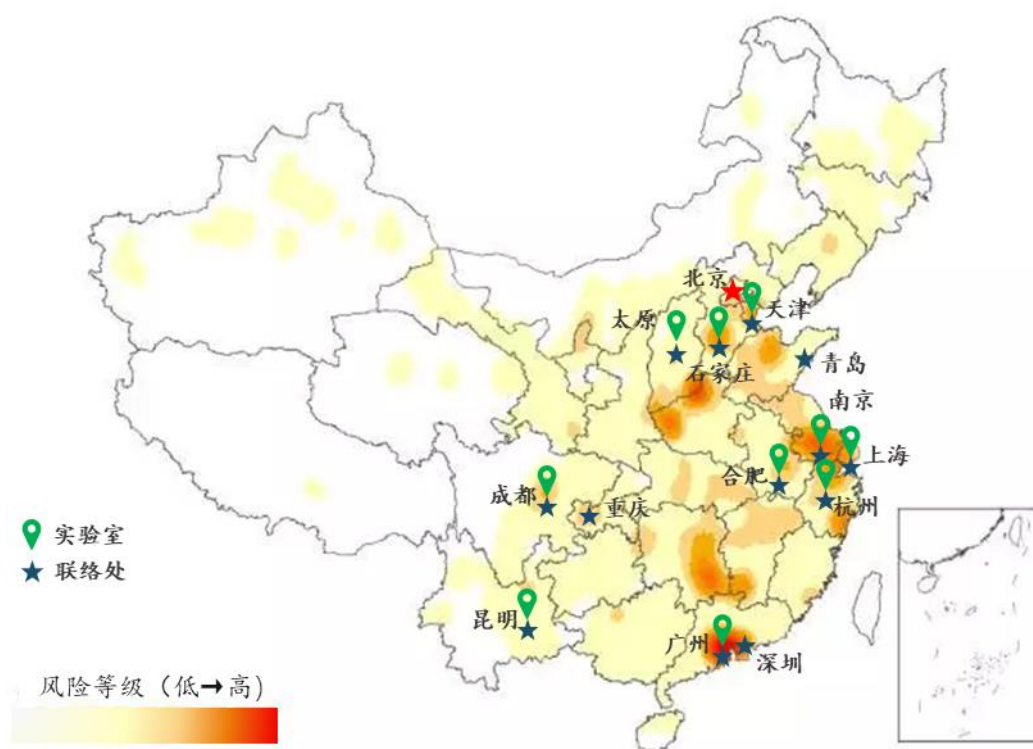 北京
天津
太原
石家庄
青岛
南京
上海
合肥
杭州
成都
重庆
昆明
广州
深圳
实验室
联络处
风险等级（低→高)